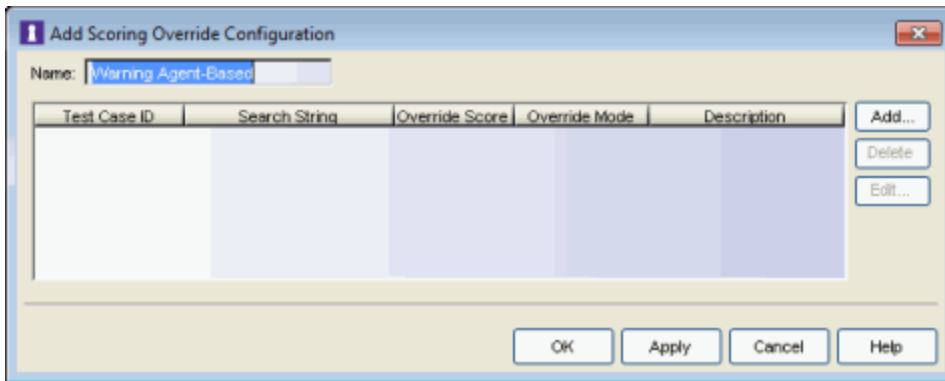 Add Scoring Override Configuration
Name: Warning Agent-Based
Test Case ID Search String Override Score Override Mode Description
Add...
Delete
Edit...
OK Apply Cancel Help